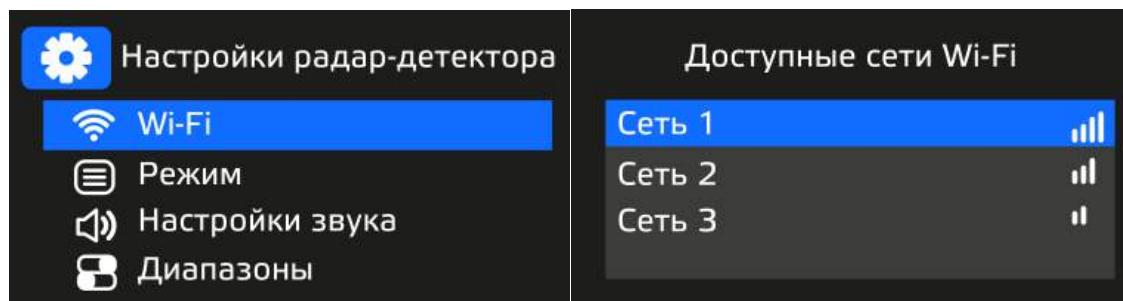 Настройки радар-детектора
Wi-Fi
Режим
Настройки звука
Диапазоны
Доступные сети Wi-Fi
Сеть 1
Сеть 2
Сеть 3